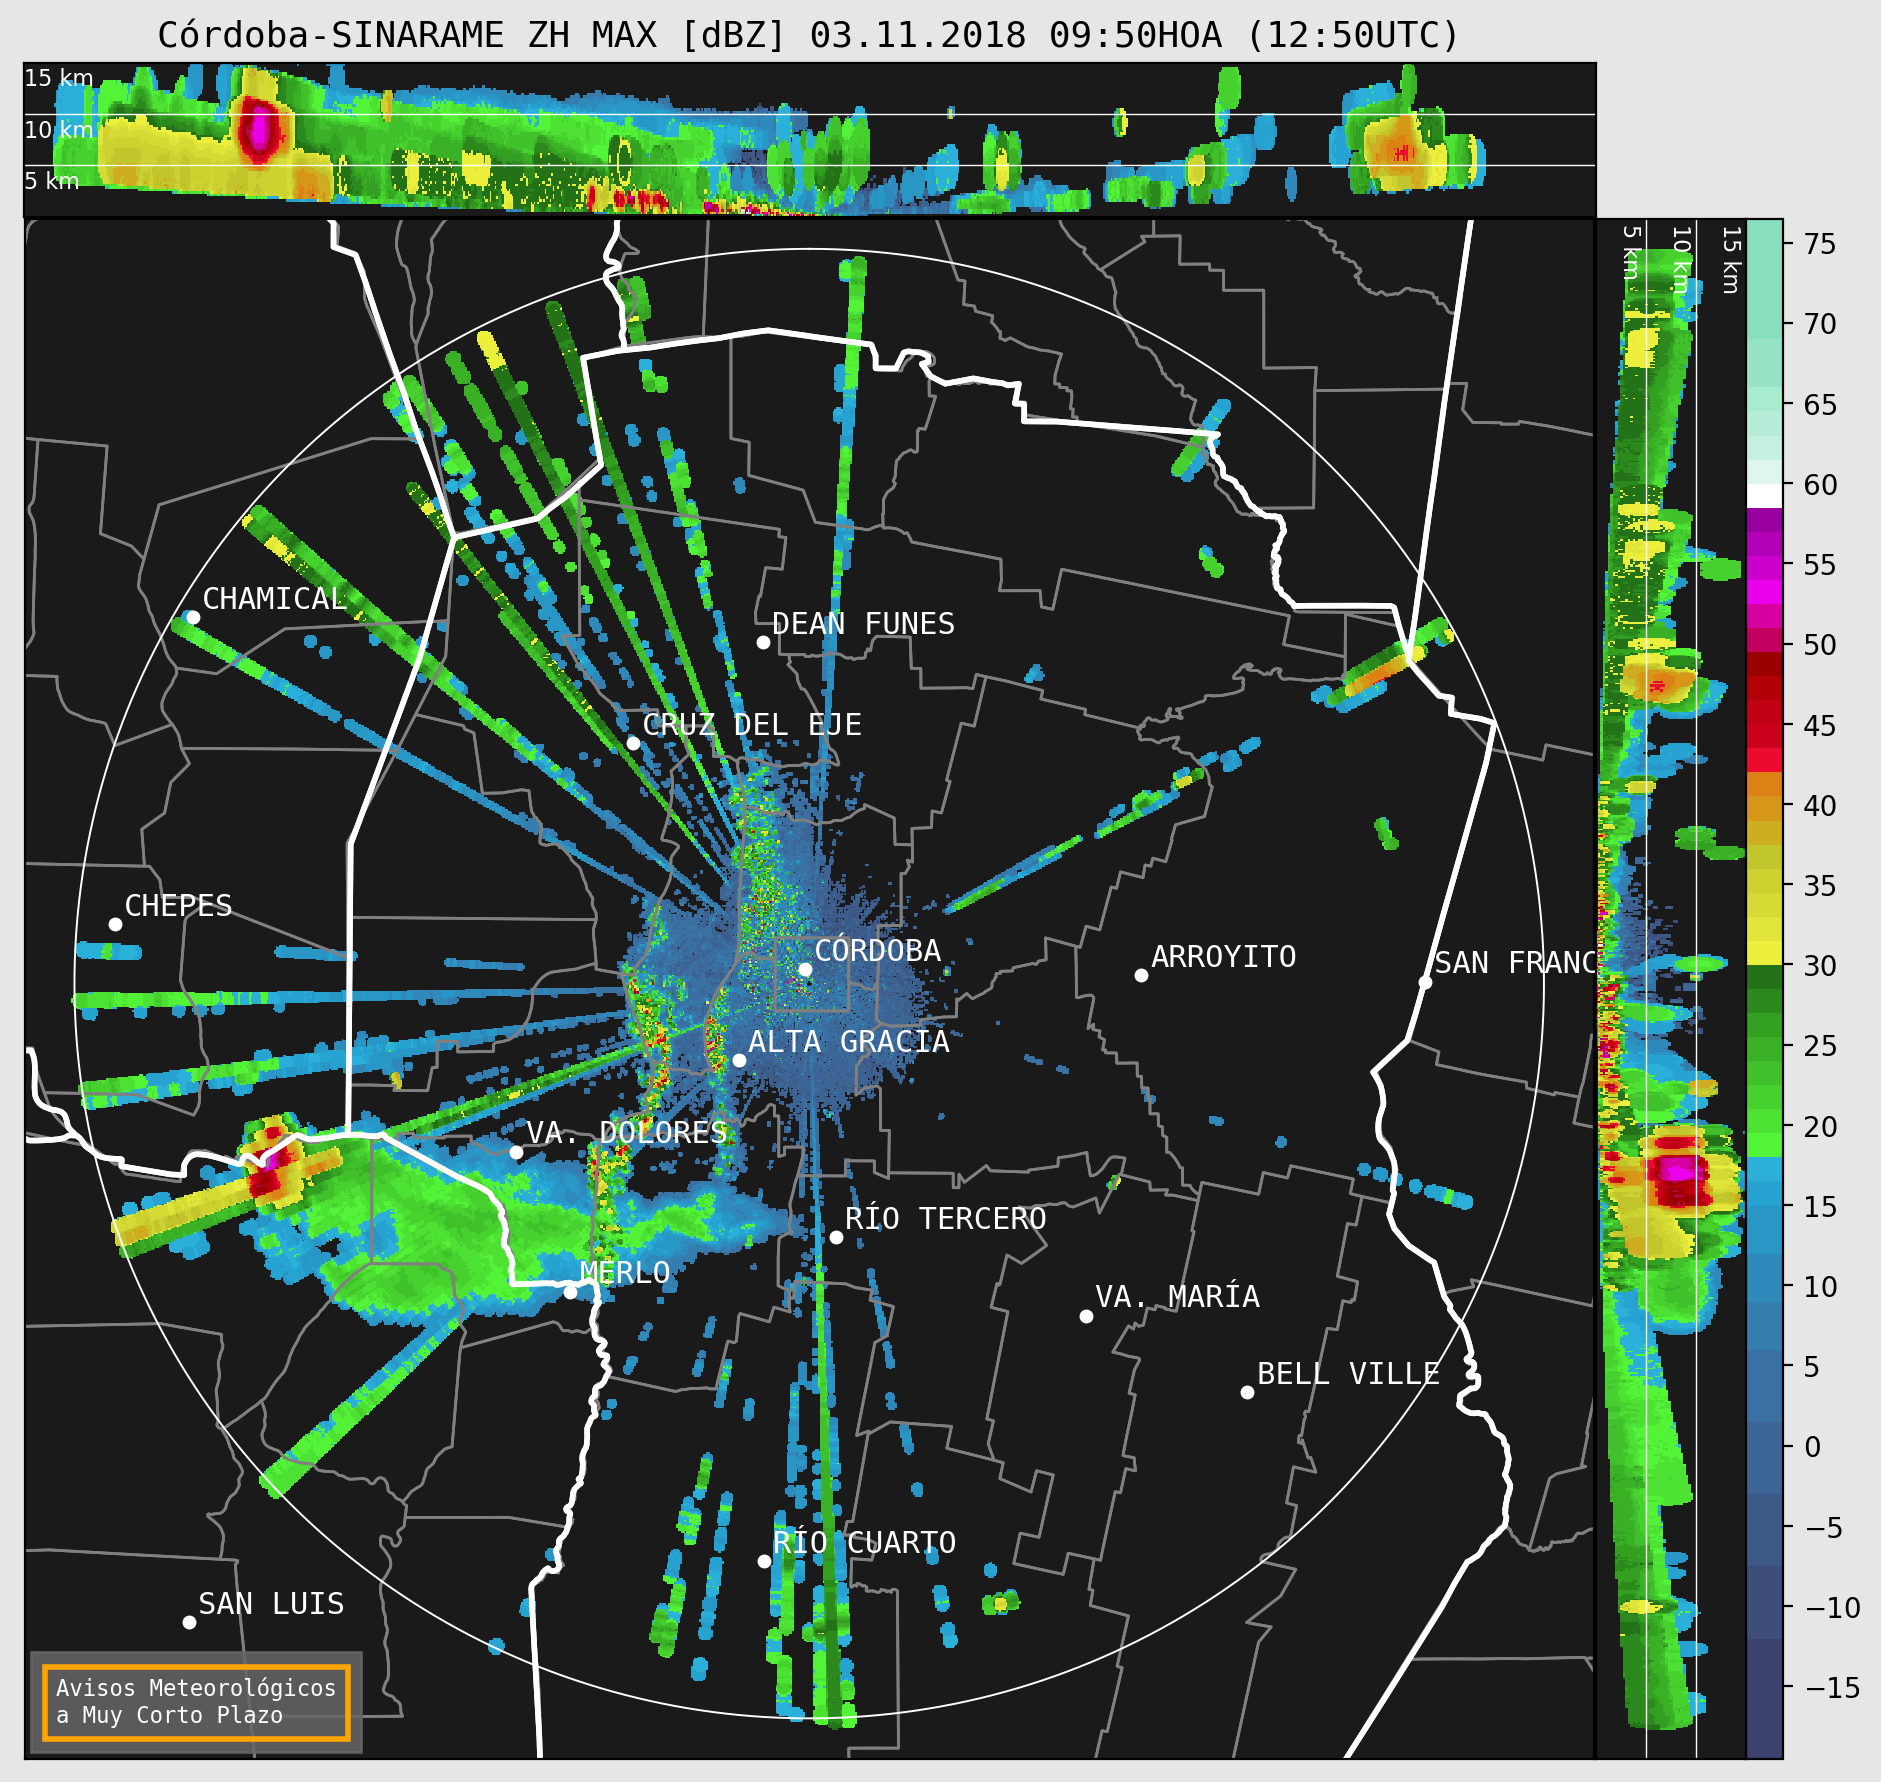 Córdoba-SINARAME ZH MAX [dBZ] 03.11.2018 09:50HOA (12:50UTC)
15 km
10 km
5 km
5 km
10 km
15 km
75
70
65
60
55
50
45
40
35
30
25
20
15
10
5
0
−5
−10
−15
CHAMICAL
DEAN FUNES
CRUZ DEL EJE
CHEPES
CÓRDOBA
ARROYITO
SAN FRANC
ALTA GRACIA
VA. DOLORES
RÍO TERCERO
MERLO
VA. MARÍA
BELL VILLE
RÍO CUARTO
SAN LUIS
Avisos Meteorológicos
a Muy Corto Plazo